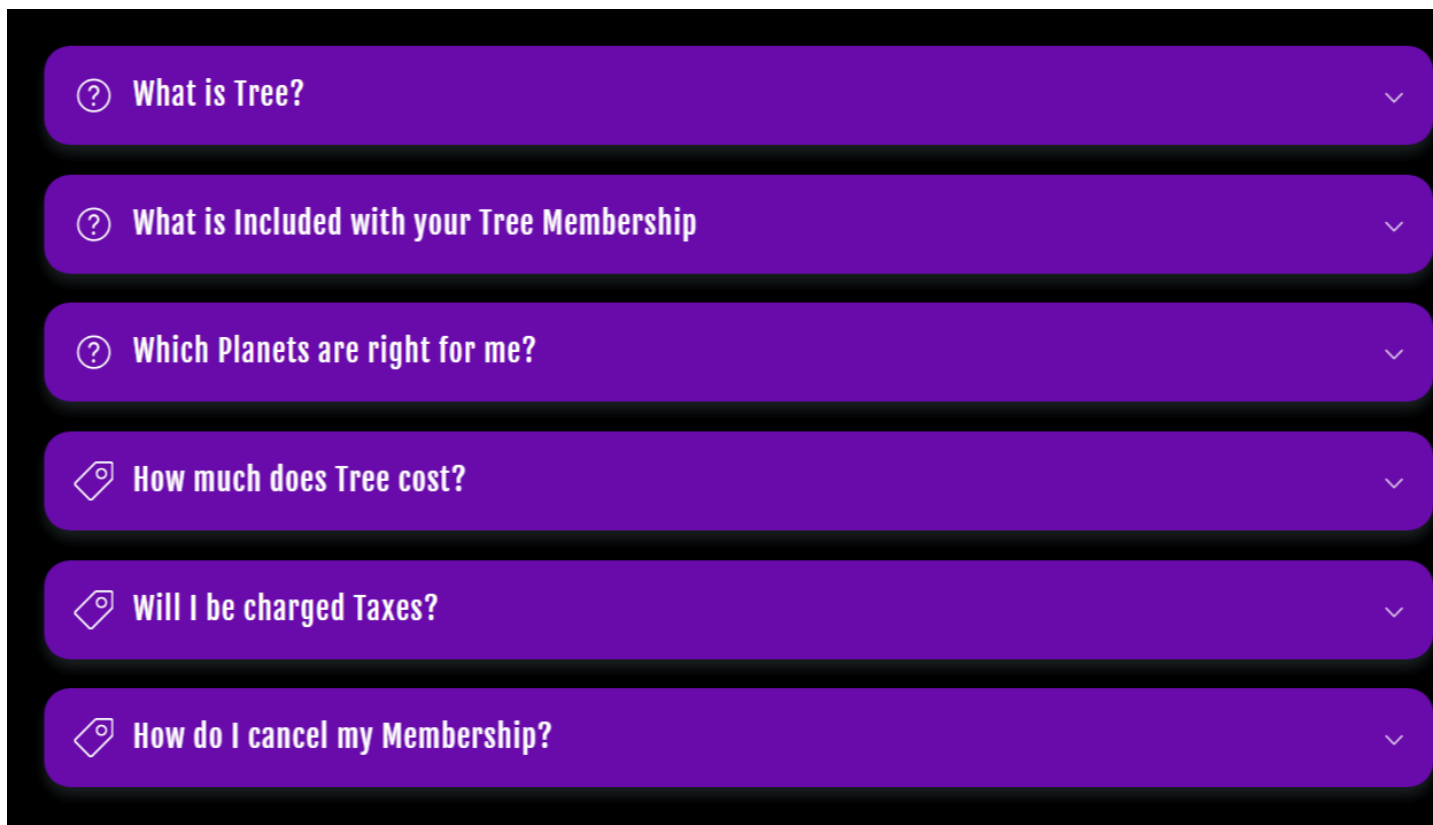 What is Tree?
What is Included with your Tree Membership
Which Planets are right for me?
How much does Tree cost?
Will I be charged Taxes?
How do I cancel my Membership?